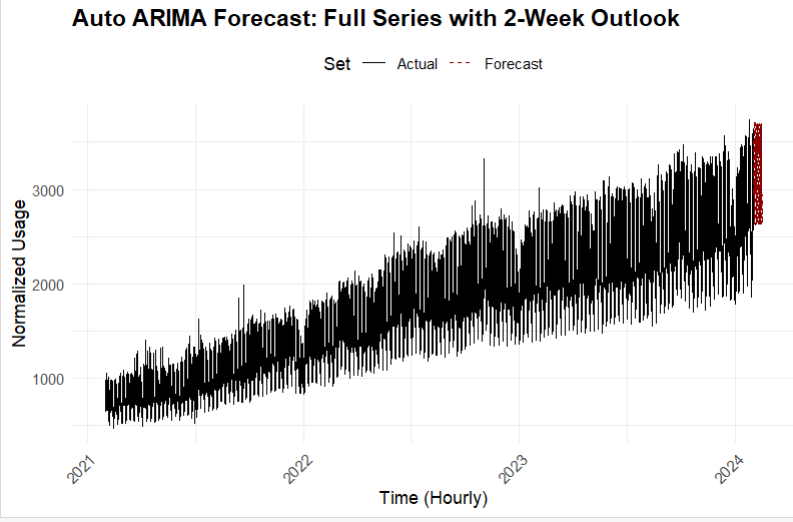 Auto ARIMA Forecast: Full Series with 2-Week Outlook
Set Actual Forecast
Normalized Usage
3000
2000
1000
2021
2022
2023
2024
Time (Hourly)